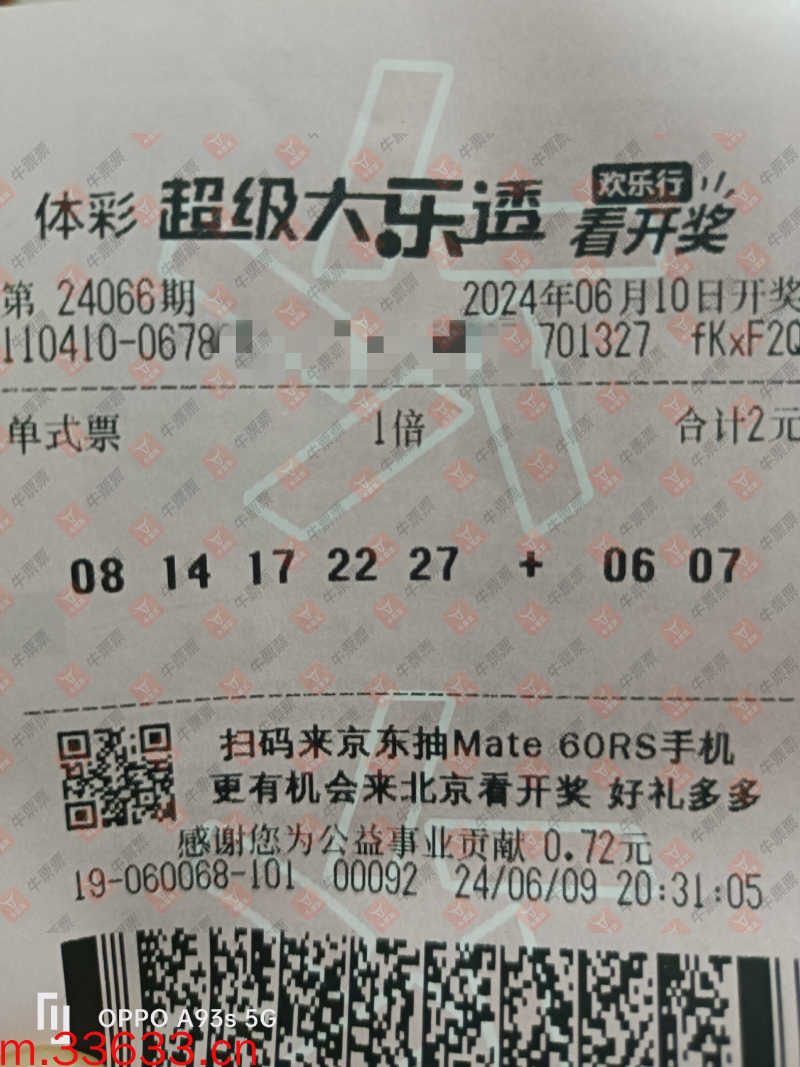 体彩 超级大乐透 欢乐行
看开奖
第 24066期 2024年06月10日开奖
110410-0678 701327 fKxF2Q
单式票 1倍 合计2元
08 14 17 22 27 + 06 07
扫码来京东抽Mate 60RS手机
更有机会来北京看开奖 好礼多多
感谢您为公益事业贡献 0.72元
19-060068-101 00092 24/06/09 20:31:05
OPPO A93s 5G
m.33633.cn
牛票票